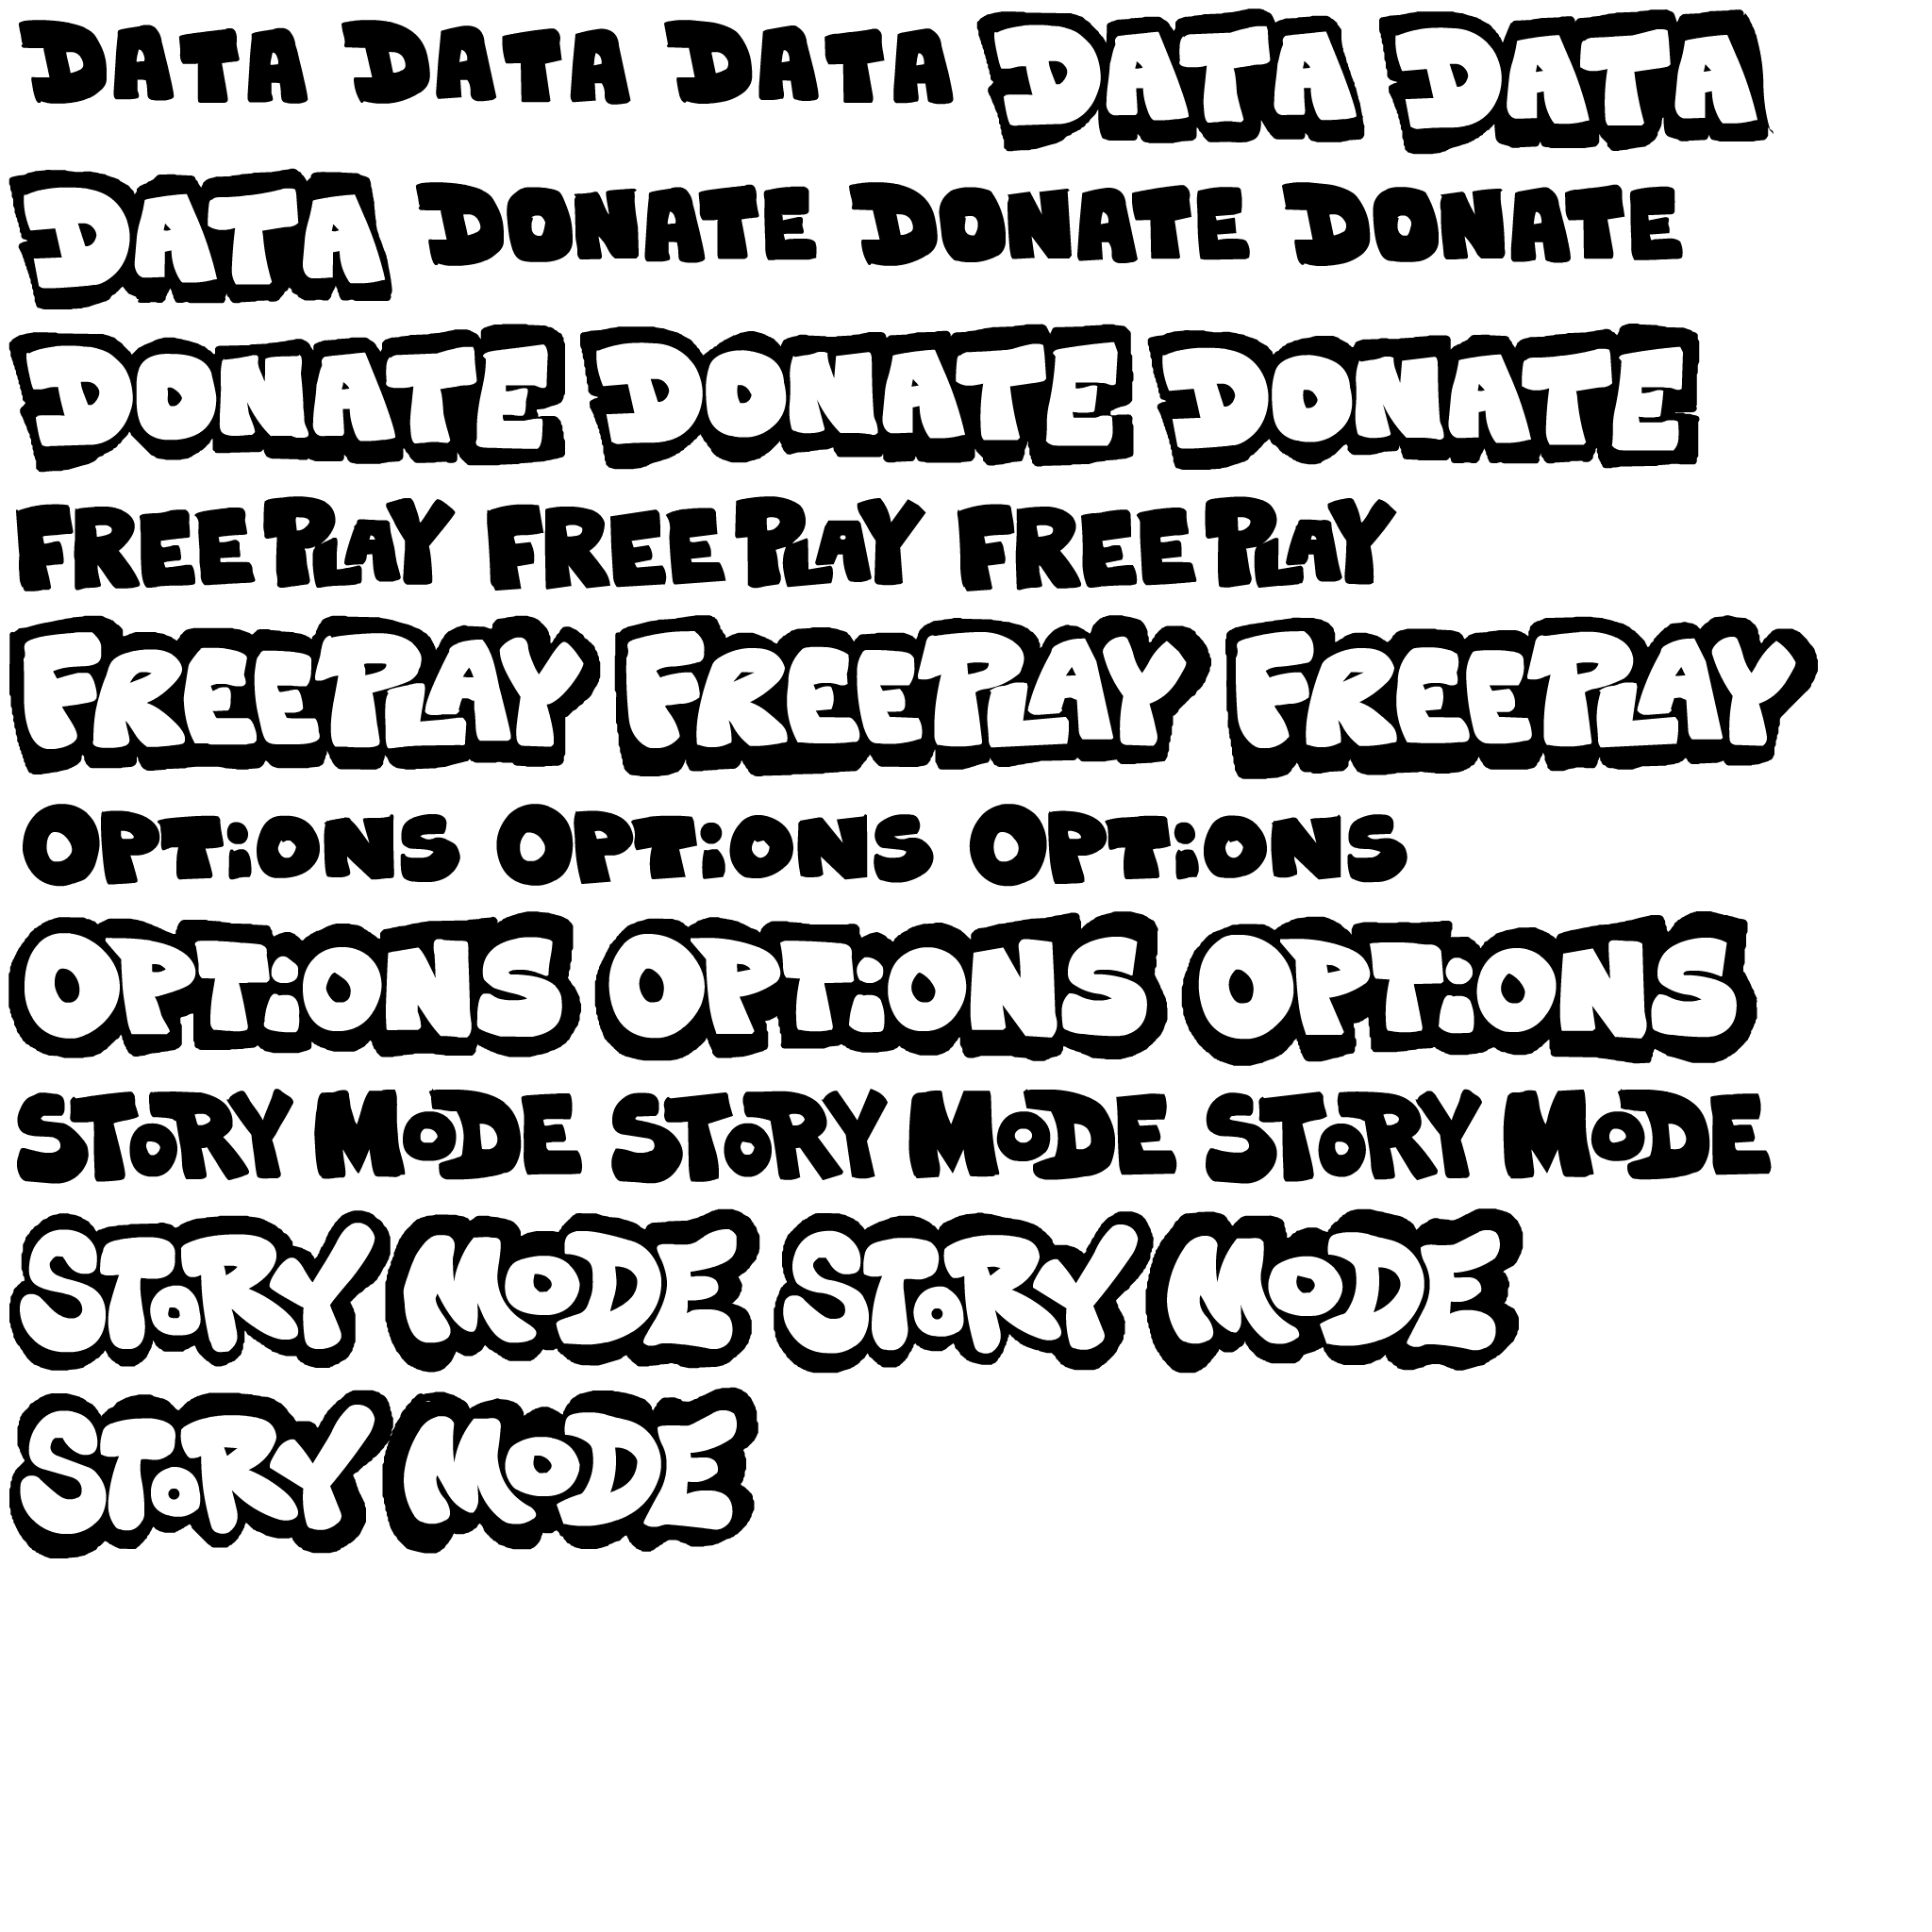 DATA DATA DATA DATA DATA
DATA DONATE DONATE DONATE
DONATE DONATE DONATE
FREEPLAY FREEPLAY FREEPLAY
FREEPLAY FREEPLAY FREEPLAY
OPTiONS OPTiONS OPTiONS
OPTiONS OPTiONS OPTiONS
STORY MODE STORY MODE STORY MODE
STORY MODE STORY MODE
STORY MODE